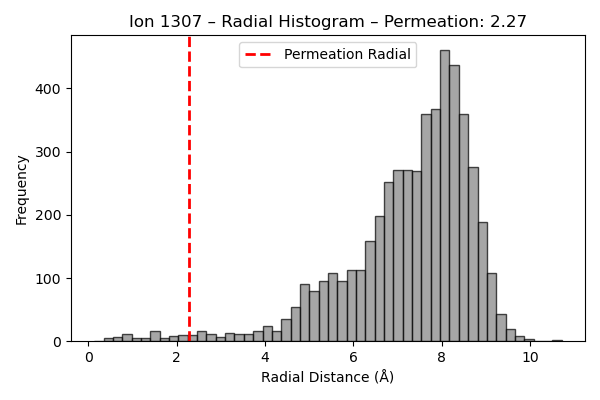 Ion 1307 – Radial Histogram – Permeation: 2.27
Permeation Radial
Frequency
400
300
200
100
0
0 2 4 6 8 10
Radial Distance (Å)